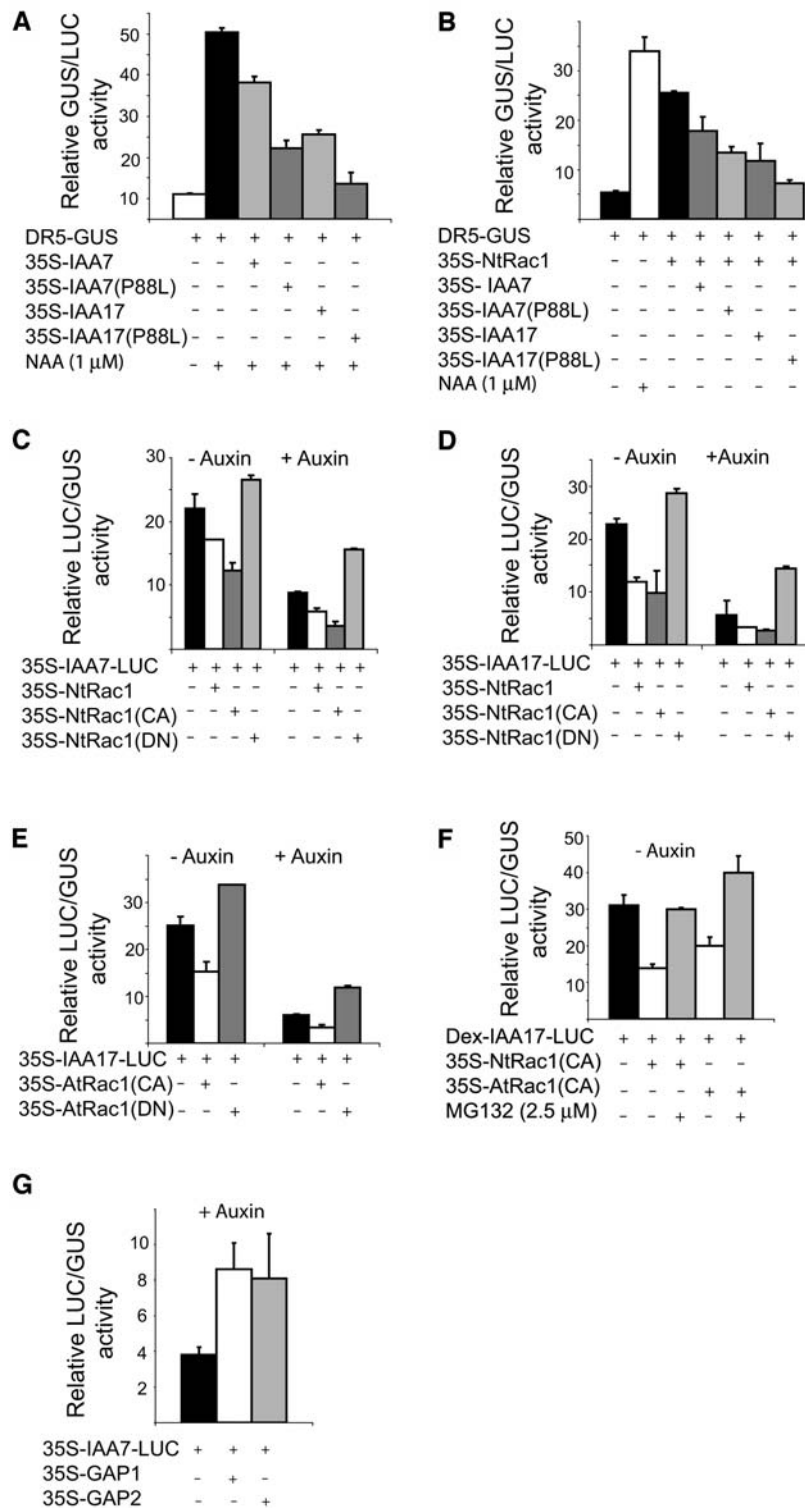 A
Relative GUS/LUC
activity
50
40
30
20
10
DR5-GUS + + + + + +
35S-IAA7 - - + - - -
35S-IAA7(P88L) - - - + - -
35S-IAA17 - - - - + -
35S-IAA17(P88L) - - - - - +
NAA (1 μM) - + + + + +
B
Relative GUS/LUC
activity
30
20
10
DR5-GUS + + + + + + +
35S-NtRac1 - - + + + + +
35S- IAA7 - - - + - - -
35S-IAA7(P88L) - - - - + - -
35S-IAA17 - - - - - + -
35S-IAA17(P88L) - - - - - - +
NAA (1 μM) - + - - - - -
C
Relative LUC/GUS
activity
- Auxin + Auxin
30
20
10
35S-IAA7-LUC + + + + + + + +
35S-NtRac1 - + - - - + - -
35S-NtRac1(CA) - - + - - - + -
35S-NtRac1(DN) - - - + - - - +
D
Relative LUC/GUS
activity
- Auxin +Auxin
30
20
10
35S-IAA17-LUC + + + + + + + +
35S-NtRac1 - + - - - + - -
35S-NtRac1(CA) - - + - - - + -
35S-NtRac1(DN) - - - + - - - +
E
Relative LUC/GUS
activity
- Auxin + Auxin
40
30
20
10
35S-IAA17-LUC + + + + + +
35S-AtRac1(CA) - + - - + -
35S-AtRac1(DN) - - + - - +
F
Relative LUC/GUS
activity
- Auxin
50
40
30
20
10
Dex-IAA17-LUC + + + + +
35S-NtRac1(CA) - + + - -
35S-AtRac1(CA) - - - + +
MG132 (2.5 μM) - - + - +
G
Relative LUC/GUS
activity
+ Auxin
10
8
6
4
2
35S-IAA7-LUC + + +
35S-GAP1 - + -
35S-GAP2 - - +